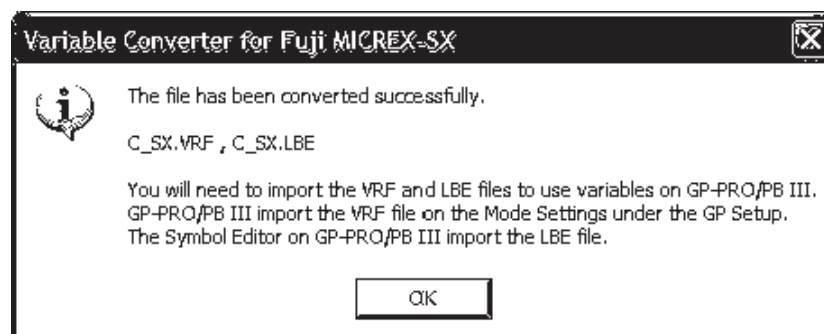 Variable Converter for Fuji MICREX-SX
The file has been converted successfully.
C_SX.VRF , C_SX.LBE
You will need to import the VRF and LBE files to use variables on GP-PRO/PB III.
GP-PRO/PB III import the VRF file on the Mode Settings under the GP Setup.
The Symbol Editor on GP-PRO/PB III import the LBE file.
OK